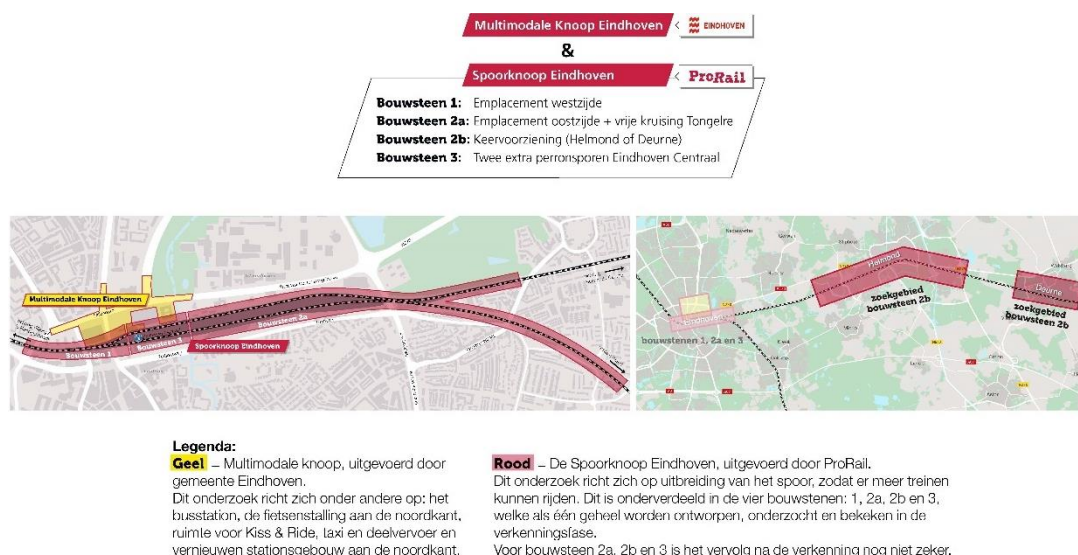 Multimodale Knoop Eindhoven
EINDHOVEN
&
Spoorknoop Eindhoven
ProRail
Bouwsteen 1: Emplacement westzijde
Bouwsteen 2a: Emplacement oostzijde + vrije kruising Tongelre
Bouwsteen 2b: Keervoorziening (Helmond of Deurne)
Bouwsteen 3: Twee extra perronsporen Eindhoven Centraal
Multimodale Knoop Eindhoven
Bouwsteen 1
Bouwsteen 3
Bouwsteen 2a
Spoorknoop Eindhoven
Eindhoven
bouwstenen 1, 2a en 3
Helmond
zoekgebied
bouwsteen 2b
Deurne
zoekgebied
bouwsteen 2b
Legenda:
Geel – Multimodale knoop, uitgevoerd door
gemeente Eindhoven.
Dit onderzoek richt zich onder andere op: het
busstation, de fietsenstalling aan de noordkant,
ruimte voor Kiss & Ride, taxi en deelvervoer en
vernieuwen stationsgebouw aan de noordkant.
Rood – De Spoorknoop Eindhoven, uitgevoerd door ProRail.
Dit onderzoek richt zich op uitbreiding van het spoor, zodat er meer treinen
kunnen rijden. Dit is onderverdeeld in de vier bouwstenen: 1, 2a, 2b en 3,
welke als één geheel worden ontworpen, onderzocht en bekeken in de
verkenningsfase.
Voor bouwsteen 2a, 2b en 3 is het vervolg na de verkenning nog niet zeker.